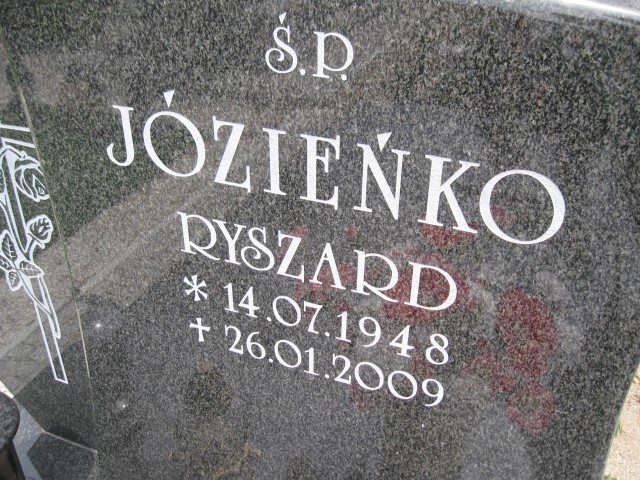 Ś.P.
JÓZIEŃKO
RYSZARD
* 14.07.1948
† 26.01.2009